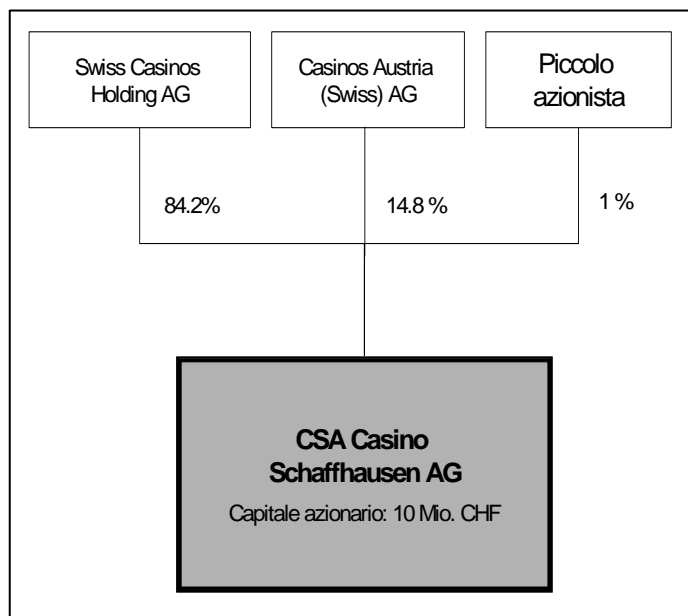 Swiss Casinos
Holding AG
Casinos Austria
(Swiss) AG
Piccolo
azionista
84.2%
14.8 %
1 %
CSA Casino
Schaffhausen AG
Capitale azionario: 10 Mio. CHF